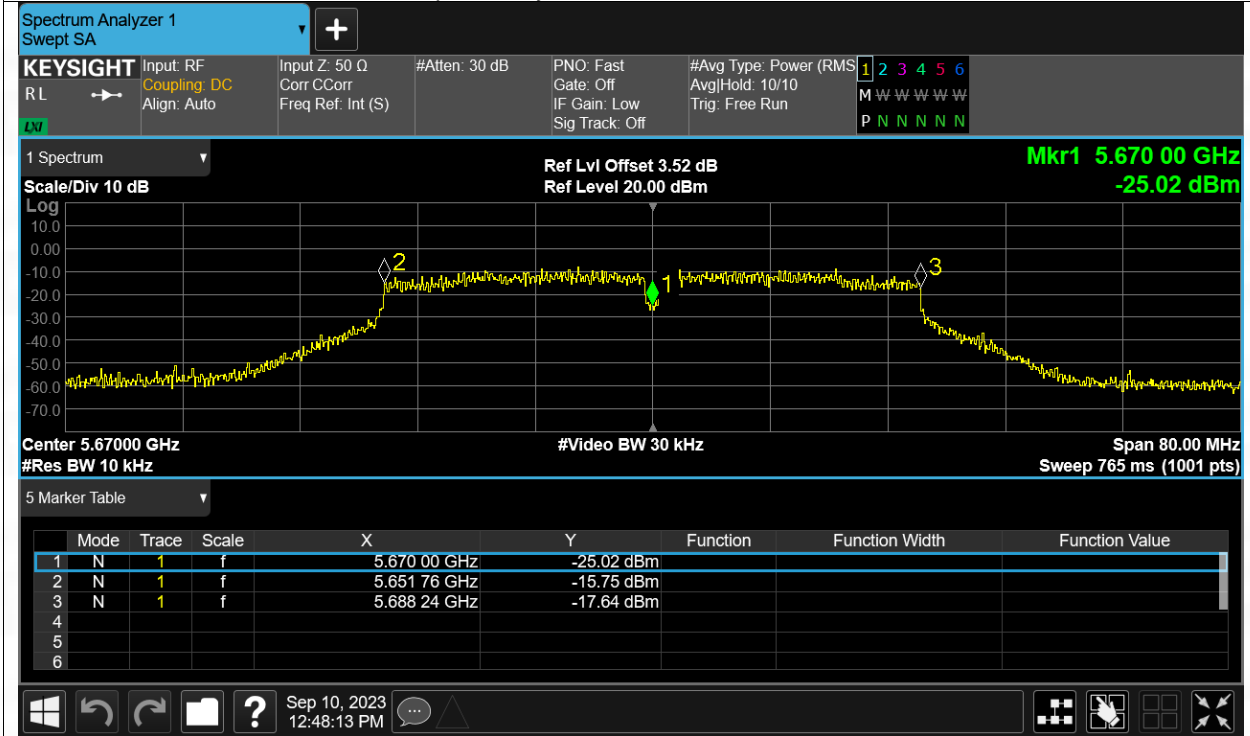 Spectrum Analyzer 1
Swept SA
+
KEYSIGHT Input: RF Input Z: 50 Ω #Atten: 30 dB PNO: Fast #Avg Type: Power (RMS 1 2 3 4 5 6
R L Coupling: DC Corr CCorr Gate: Off Avg|Hold: 10/10 M W W W W W
Align: Auto Freq Ref: Int (S) IF Gain: Low Trig: Free Run
LXI Sig Track: Off P N N N N N
1 Spectrum Ref Lvl Offset 3.52 dB Mkr1 5.670 00 GHz
Scale/Div 10 dB Ref Level 20.00 dBm -25.02 dBm
Log
10.0
0.00
-10.0
-20.0
-30.0
-40.0
-50.0
-60.0
-70.0
2
1
3
Center 5.67000 GHz #Video BW 30 kHz Span 80.00 MHz
#Res BW 10 kHz Sweep 765 ms (1001 pts)
5 Marker Table
Mode Trace Scale X Y Function Function Width Function Value
1 N 1 f 5.670 00 GHz -25.02 dBm
2 N 1 f 5.651 76 GHz -15.75 dBm
3 N 1 f 5.688 24 GHz -17.64 dBm
4
5
6
? Sep 10, 2023
12:48:13 PM